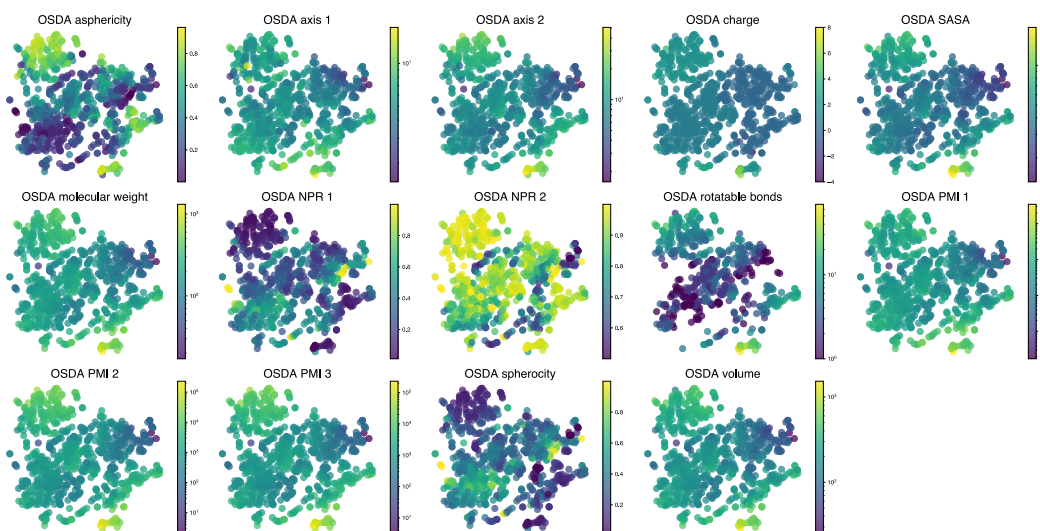 OSDA asphericity OSDA axis 1 OSDA axis 2 OSDA charge OSDA SASA
0.8 0.6 0.4 0.2
10¹
10¹
8 6 4 2 0 −2 −4
OSDA molecular weight OSDA NPR 1 OSDA NPR 2 OSDA rotatable bonds OSDA PMI 1
10³ 10²
0.8 0.6 0.4 0.2
0.9 0.8 0.7 0.6
10¹ 10⁰
OSDA PMI 2 OSDA PMI 3 OSDA spherocity OSDA volume
10⁵ 10⁴ 10³ 10² 10¹
10⁵ 10⁴ 10³ 10² 10¹
0.8 0.6 0.4 0.2
10³ 10²